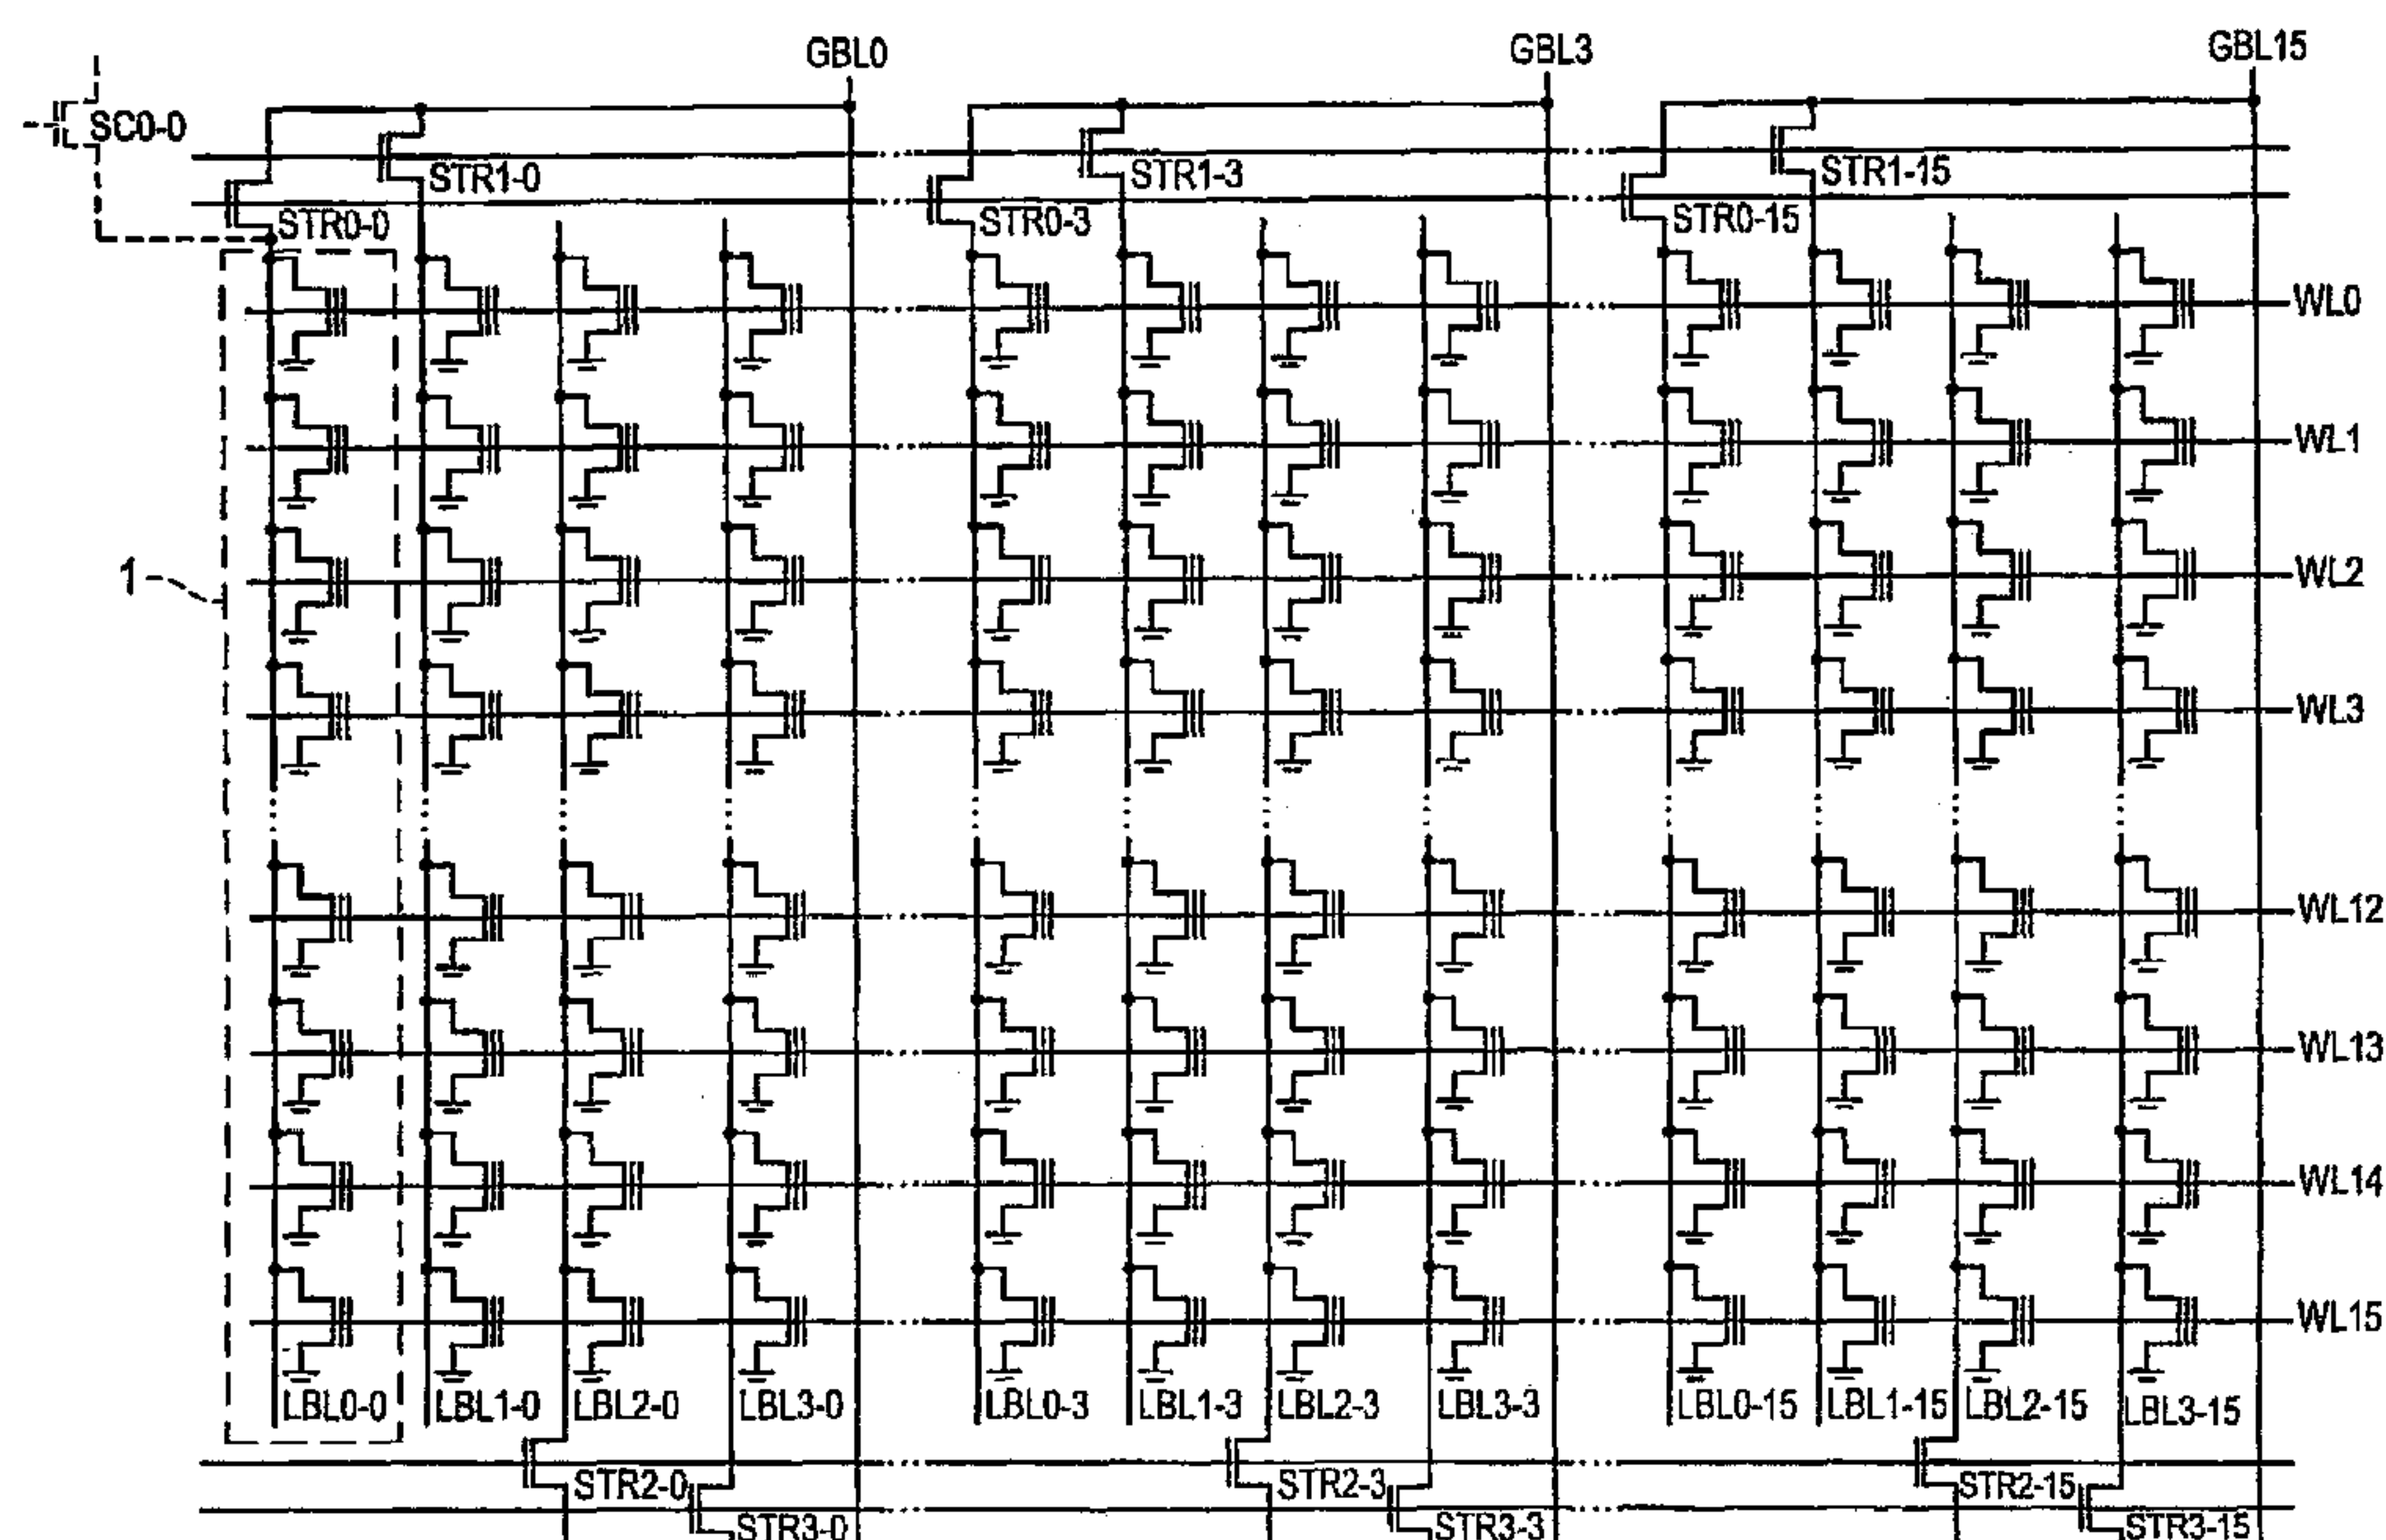 GBL0 GBL3 GBL15
SC0-0
STR1-0 STR1-3 STR1-15
STR0-0 STR0-3 STR0-15
WL0
WL1
1 WL2
WL3
WL12
WL13
WL14
WL15
LBL0-0 LBL1-0 LBL2-0 LBL3-0 LBL0-3 LBL1-3 LBL2-3 LBL3-3 LBL0-15 LBL1-15 LBL2-15 LBL3-15
STR2-0 STR2-3 STR2-15
STR3-0 STR3-3 STR3-15